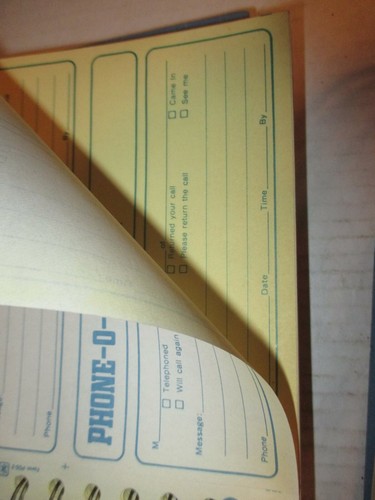 Phone
PHONE-O-
M
Telephoned
Will call again
Message:
Phone
of
Returned your call
Came In
Please return the call
See me
Date Time By